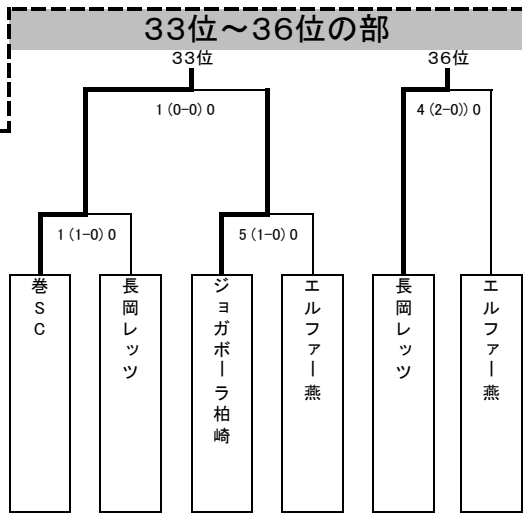 33位～36位の部
33位
36位
1 (0-0) 0
4 (2-0)) 0
1 (1-0) 0
5 (1-0) 0
巻SC
長岡レッツ
ジョガボーラ柏崎
エルファー燕
長岡レッツ
エルファー燕